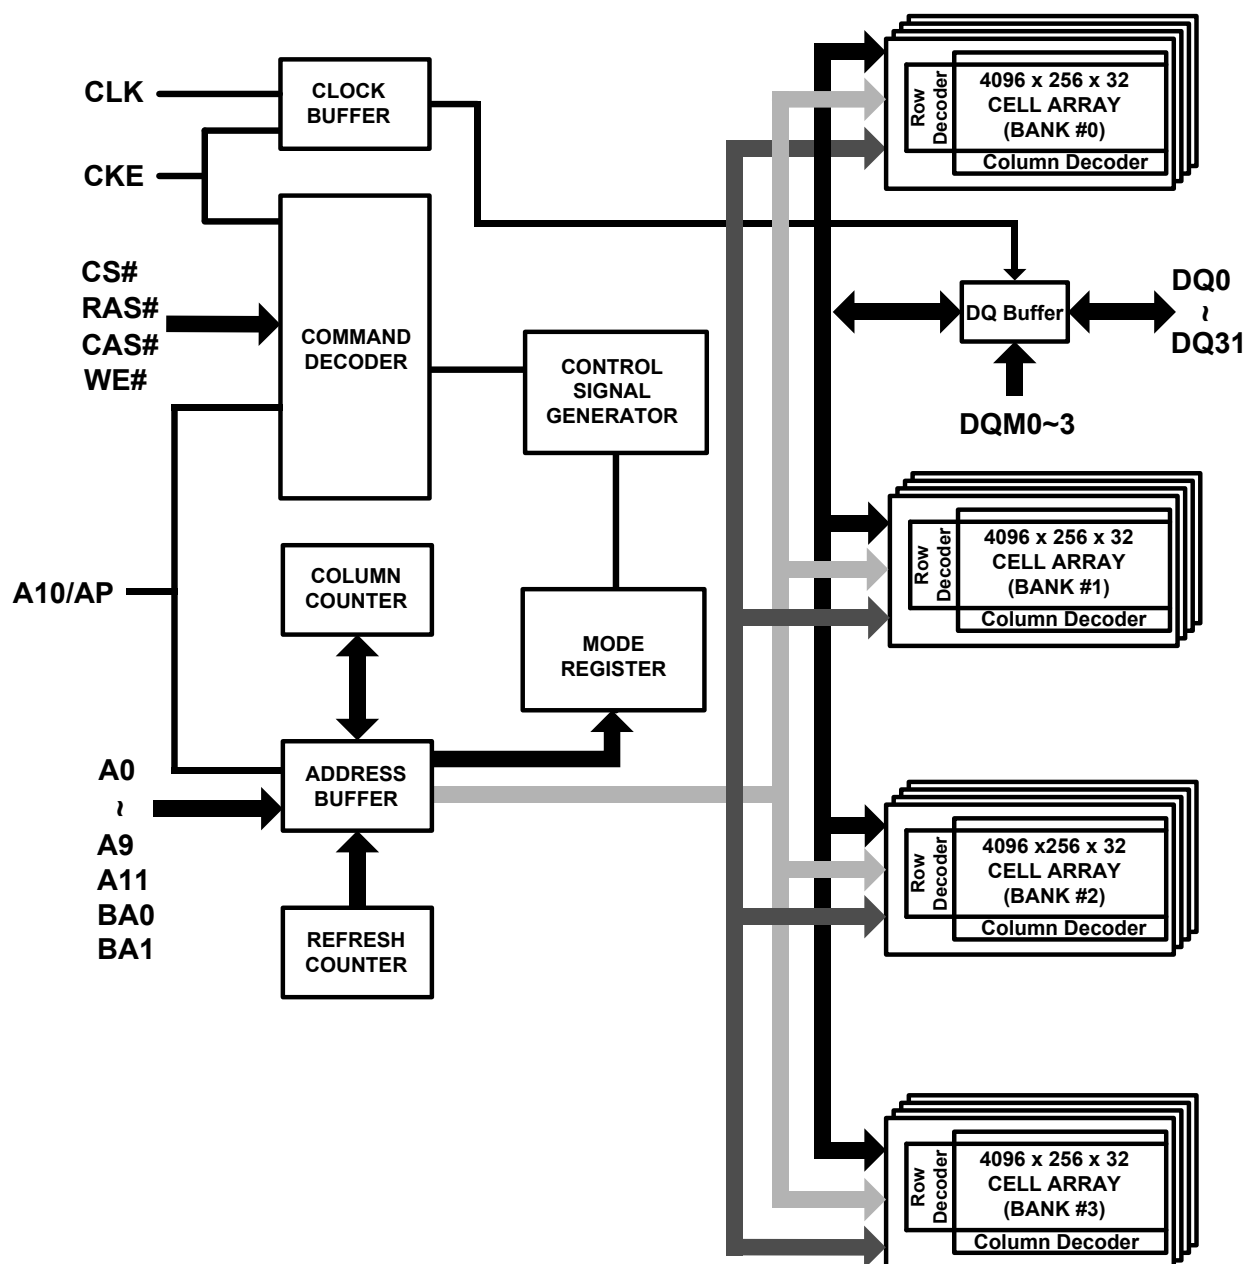 CLK
CKE
CLOCK
BUFFER
CS#
RAS#
CAS#
WE#
COMMAND
DECODER
CONTROL
SIGNAL
GENERATOR
A10/AP
COLUMN
COUNTER
MODE
REGISTER
A0
~
A9
A11
BA0
BA1
ADDRESS
BUFFER
REFRESH
COUNTER
Row
Decoder
4096 x 256 x 32
CELL ARRAY
(BANK #0)
Column Decoder
DQ Buffer
DQ0
~
DQ31
DQM0~3
Row
Decoder
4096 x 256 x 32
CELL ARRAY
(BANK #1)
Column Decoder
Row
Decoder
4096 x256 x 32
CELL ARRAY
(BANK #2)
Column Decoder
Row
Decoder
4096 x 256 x 32
CELL ARRAY
(BANK #3)
Column Decoder